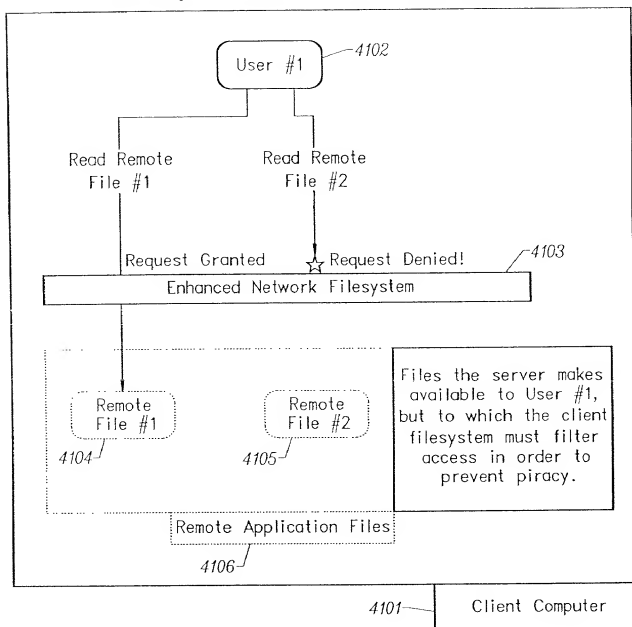 4102
User #1
Read Remote
File #1
Read Remote
File #2
Request Granted
Request Denied!
4103
Enhanced Network Filesystem
Remote
File #1
4104
Remote
File #2
4105
Files the server makes
available to User #1,
but to which the client
filesystem must filter
access in order to
prevent piracy.
Remote Application Files
4106
4101
Client Computer